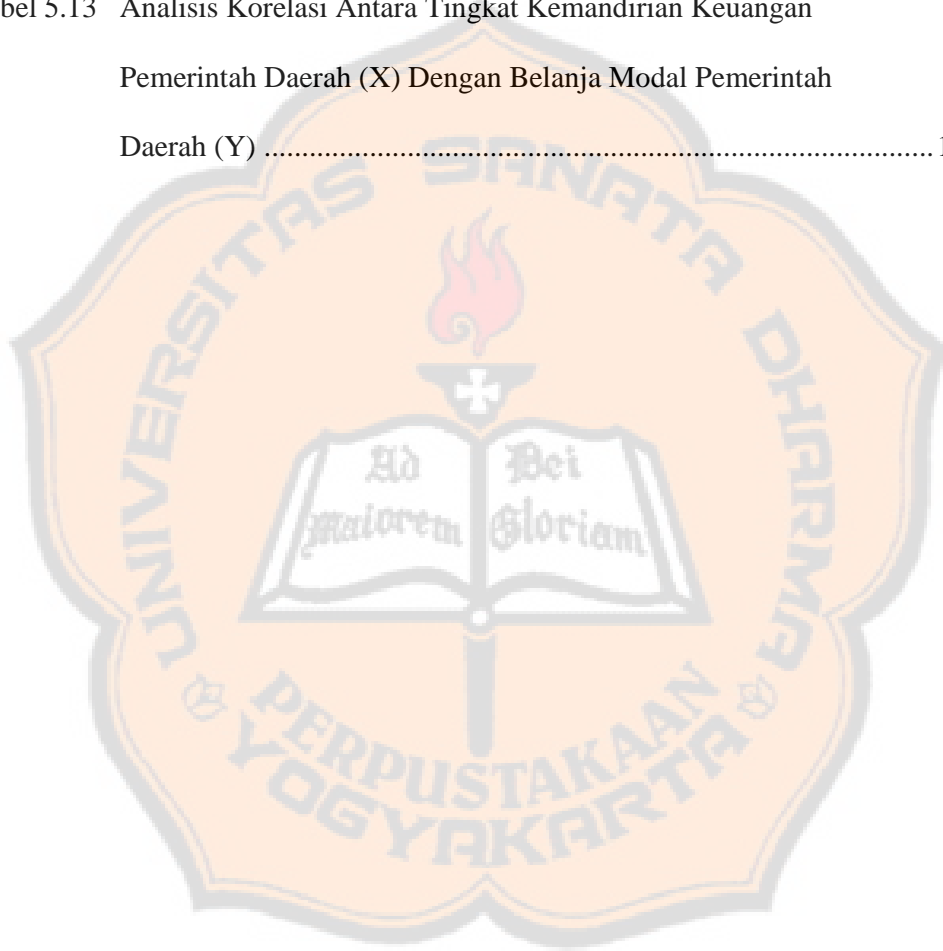 bel 5.13 Analisis Korelasi Antara Tingkat Kemandirian Keuangan
Pemerintah Daerah (X) Dengan Belanja Modal Pemerintah
Daerah (Y) ......................................................................................... 1
UNIVERSITAS SANATA DHARMA
Ad
maiorem
Dei
Gloriam
PERPUSTAKAAN
YOGYAKARTA